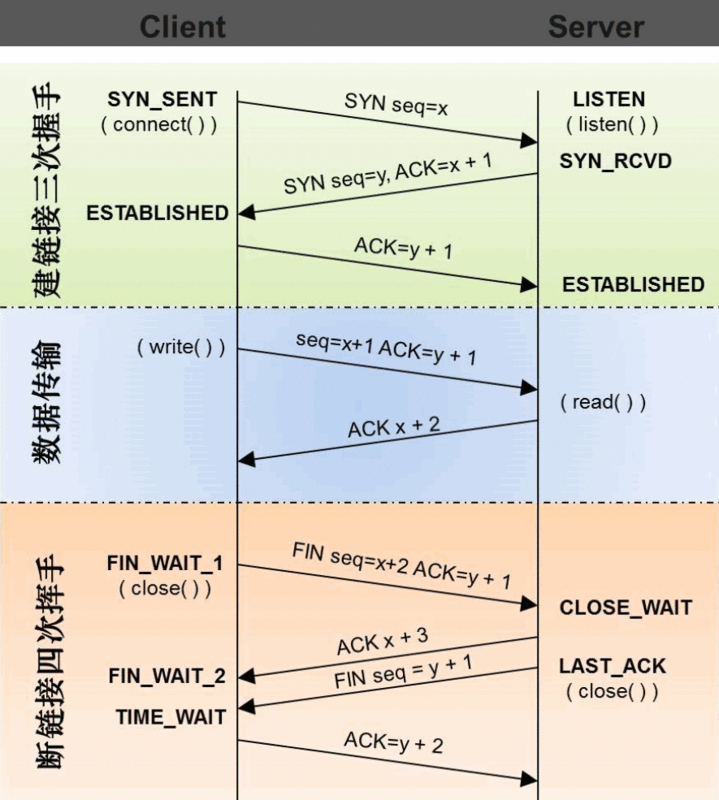 Client
Server
建链接三次握手
SYN_SENT
( connect( ) )
SYN seq=x
LISTEN
( listen( ) )
SYN_RCVD
SYN seq=y, ACK=x + 1
ESTABLISHED
ACK=y + 1
ESTABLISHED
数据传输
( write( ) )
seq=x+1 ACK=y + 1
( read( ) )
ACK x + 2
断链接四次挥手
FIN_WAIT_1
( close( ) )
FIN seq=x+2 ACK=y + 1
CLOSE_WAIT
ACK x + 3
FIN_WAIT_2
FIN seq = y + 1
LAST_ACK
( close( ) )
TIME_WAIT
ACK=y + 2